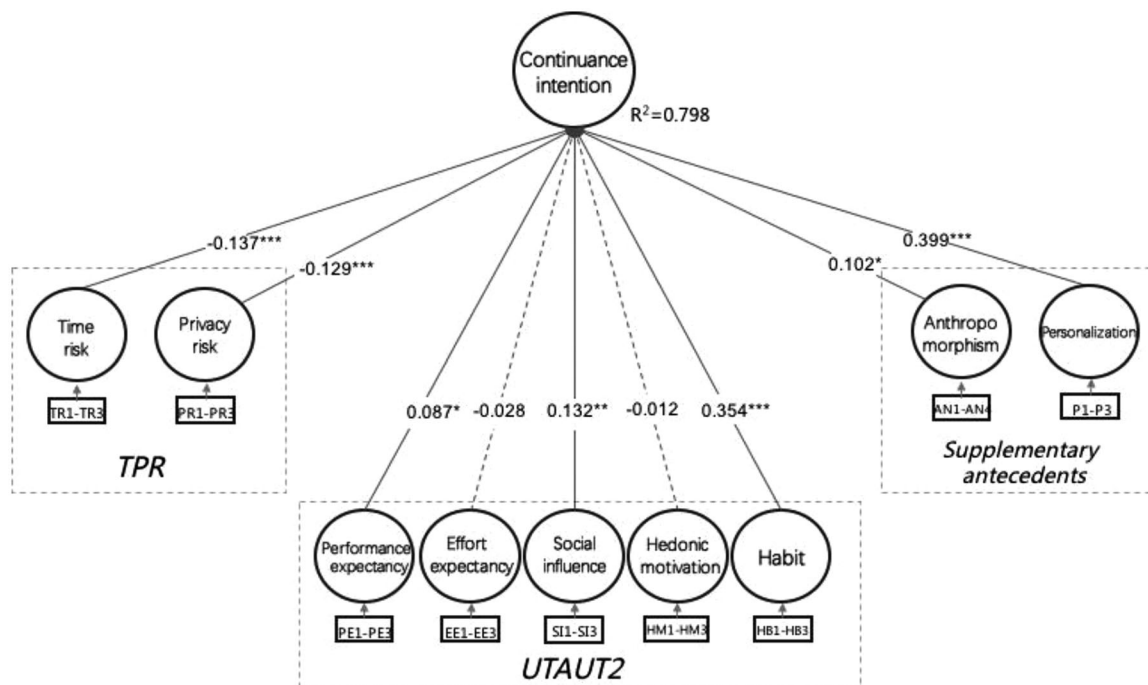 Continuance
intention
R²=0.798
-0.137***
-0.129***
0.102*
0.399***
Time
risk
Privacy
risk
Anthropo
morphism
Personalization
TR1-TR3
PR1-PR3
AN1-AN4
P1-P3
0.087*
-0.028
0.132**
-0.012
0.354***
TPR
Supplementary
antecedents
Performance
expectancy
Effort
expectancy
Social
influence
Hedonic
motivation
Habit
PE1-PE3
EE1-EE3
SI1-SI3
HM1-HM3
HB1-HB3
UTAUT2